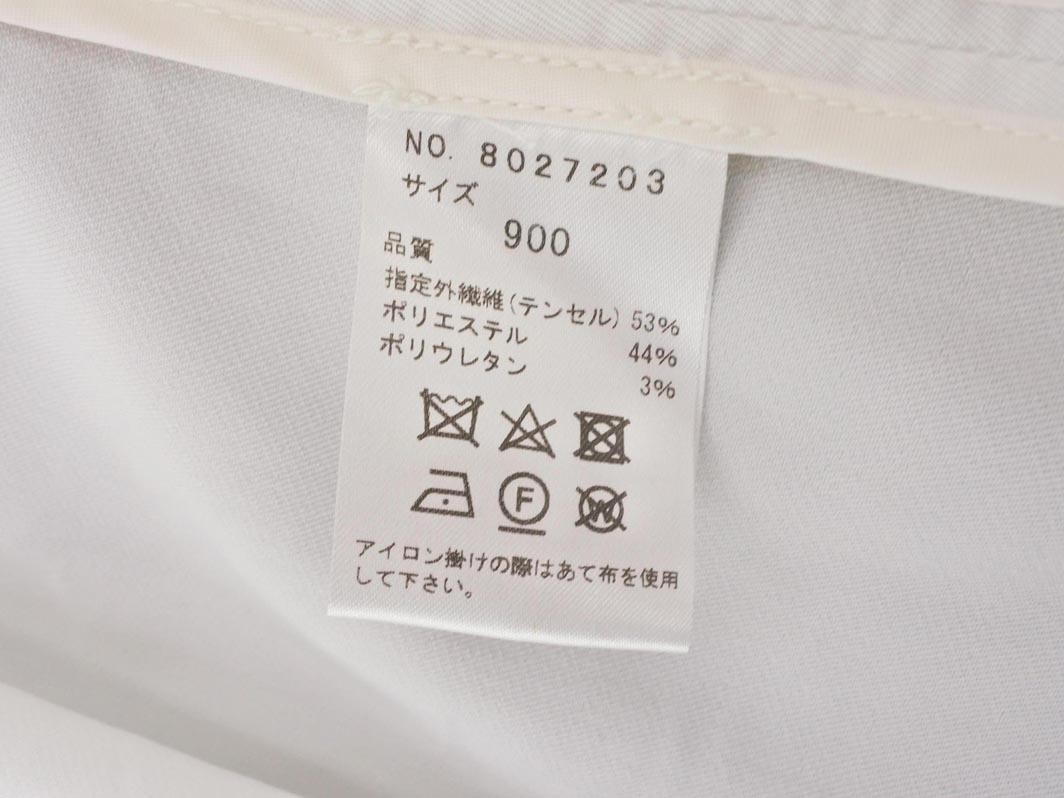 NO. 8027203
サイズ
900
品質
指定外繊維(テンセル) 53%
ポリエステル 44%
ポリウレタン 3%
F W
アイロン掛けの際はあて布を使用
して下さい。